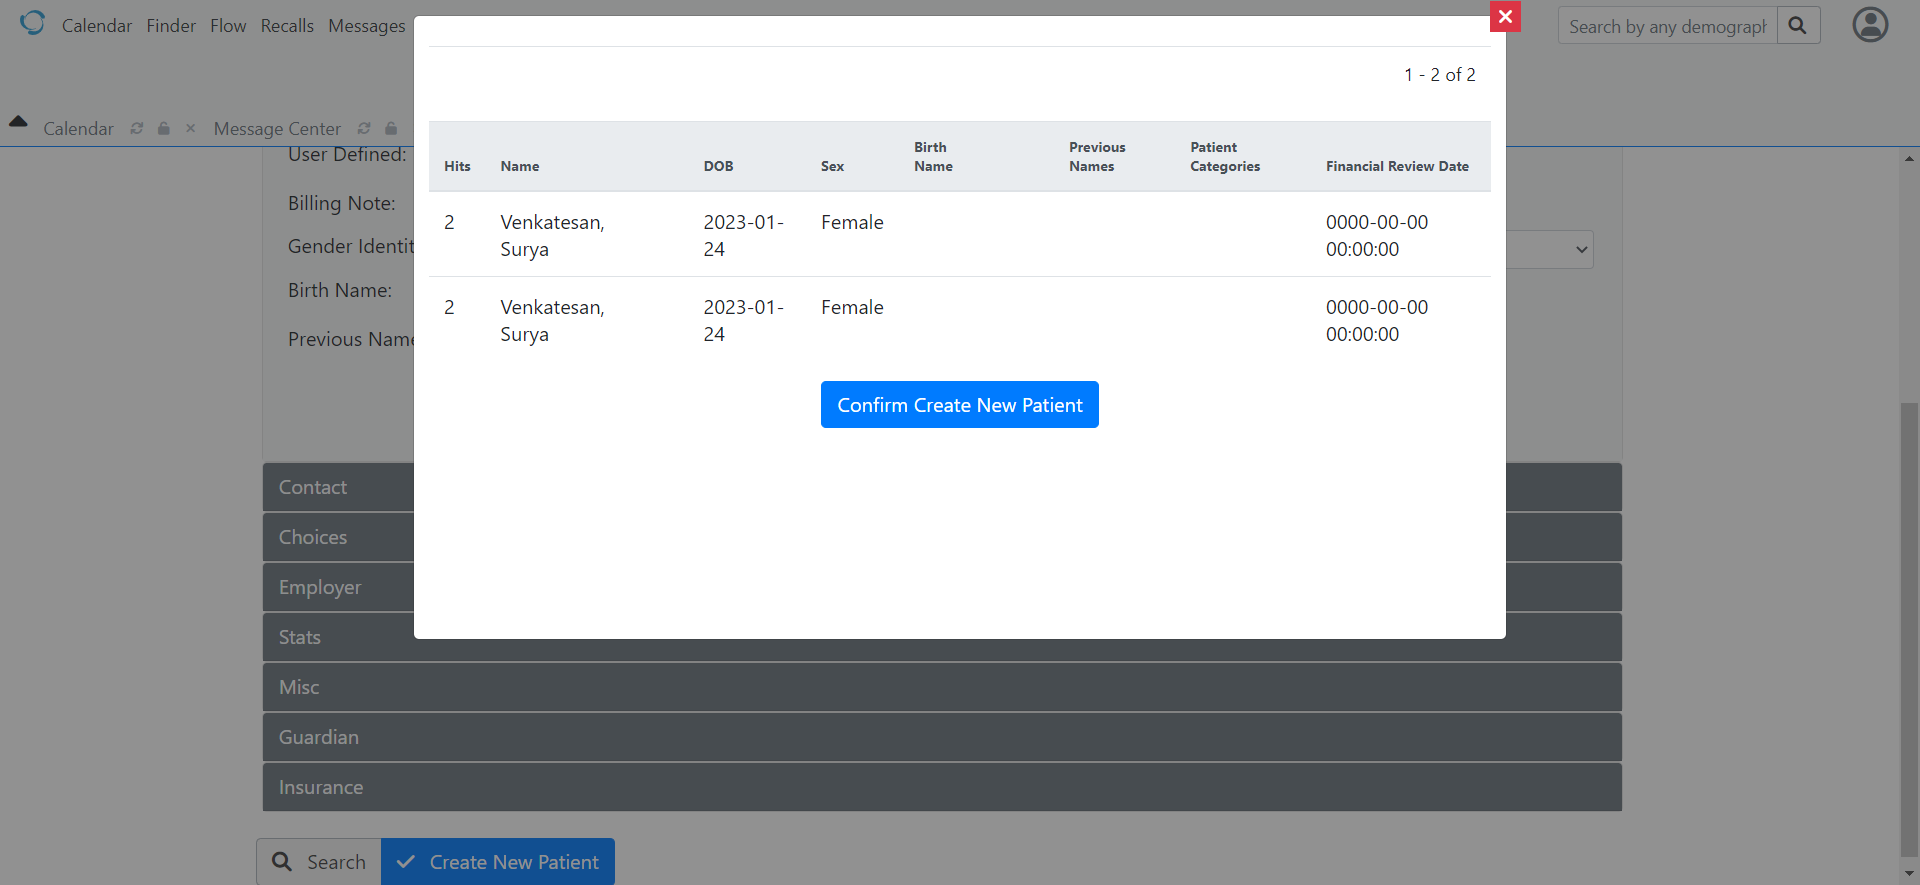 Calendar Finder Flow Recalls Messages
Search by any demograph
Calendar Message Center
1 - 2 of 2
Hits Name DOB Sex Birth Name Previous Names Patient Categories Financial Review Date
2 Venkatesan, Surya 2023-01-24 Female 0000-00-00 00:00:00
2 Venkatesan, Surya 2023-01-24 Female 0000-00-00 00:00:00
Confirm Create New Patient
User Defined:
Billing Note:
Gender Identit
Birth Name:
Previous Name
Contact
Choices
Employer
Stats
Misc
Guardian
Insurance
Search Create New Patient